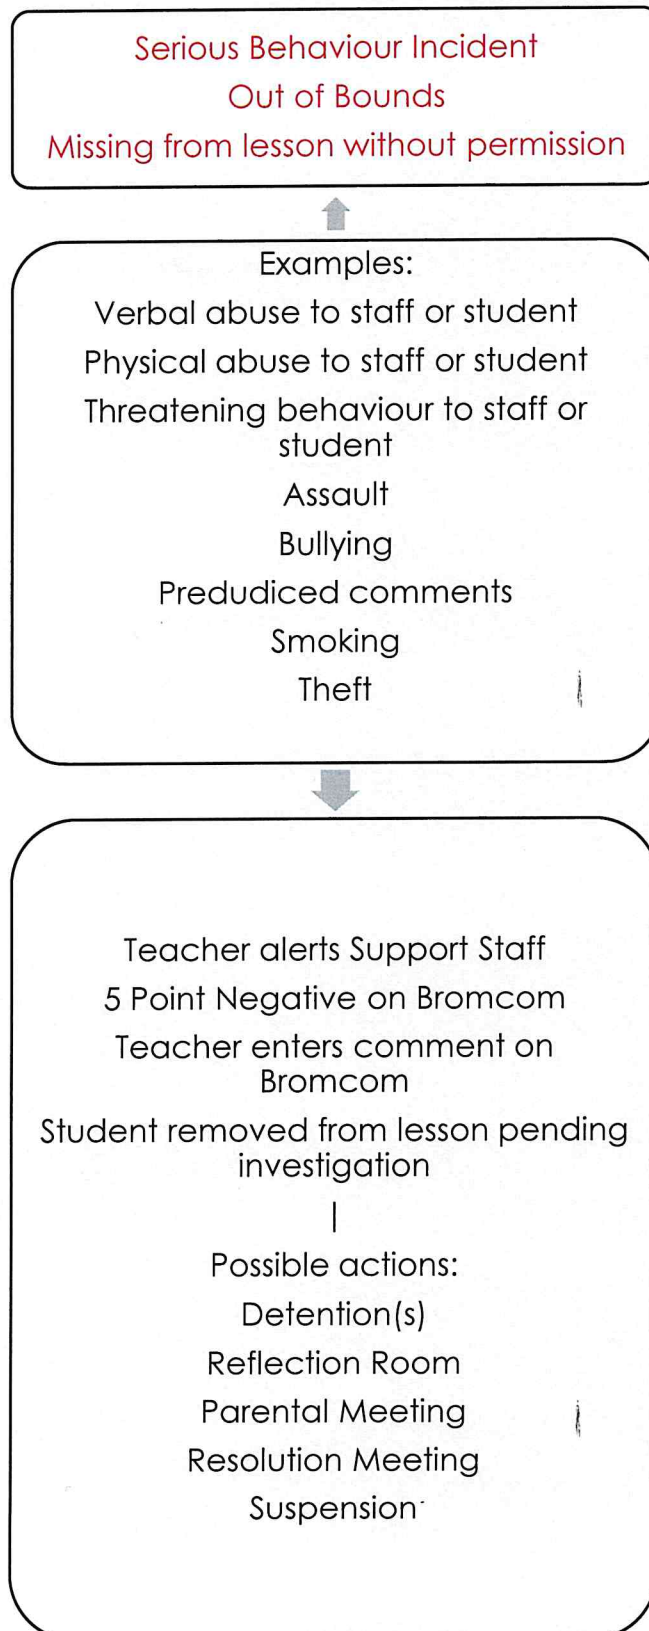 Serious Behaviour Incident
Out of Bounds
Missing from lesson without permission
Examples:
Verbal abuse to staff or student
Physical abuse to staff or student
Threatening behaviour to staff or
student
Assault
Bullying
Predudiced comments
Smoking
Theft
Teacher alerts Support Staff
5 Point Negative on Bromcom
Teacher enters comment on
Bromcom
Student removed from lesson pending
investigation
|
Possible actions:
Detention(s)
Reflection Room
Parental Meeting
Resolution Meeting
Suspension